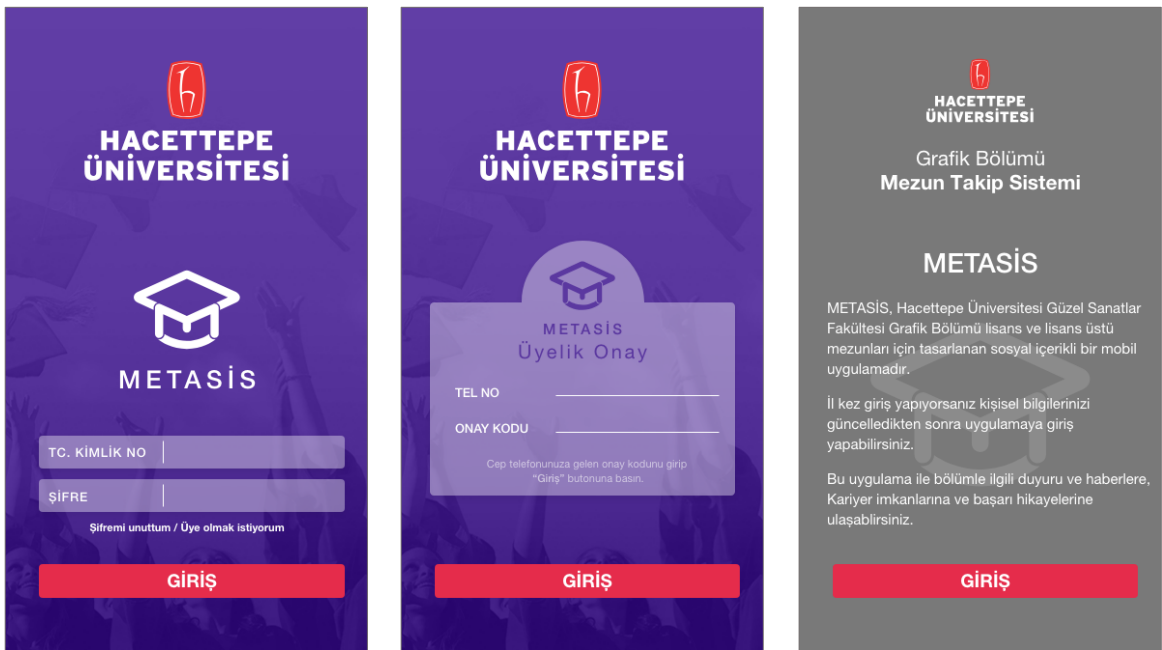 HACETTEPE
ÜNİVERSİTESİ
METASİS
TC. KİMLİK NO
ŞİFRE
Şifremi unuttum / Üye olmak istiyorum
GİRİŞ
HACETTEPE
ÜNİVERSİTESİ
METASİS
Üyelik Onay
TEL NO
ONAY KODU
Cep telefonunuza gelen onay kodunu girip
"Giriş" butonuna basın.
GİRİŞ
HACETTEPE
ÜNİVERSİTESİ
Grafik Bölümü
Mezun Takip Sistemi
METASİS
METASİS, Hacettepe Üniversitesi Güzel Sanatlar
Fakültesi Grafik Bölümü lisans ve lisans üstü
mezunları için tasarlanan sosyal içerikli bir mobil
uygulamadır.
İl kez giriş yapıyorsanız kişisel bilgilerinizi
güncelledikten sonra uygulamaya giriş
yapabilirsiniz.
Bu uygulama ile bölümle ilgili duyuru ve haberlere,
Kariyer imkanlarına ve başarı hikayelerine
ulaşablirsiniz.
GİRİŞ